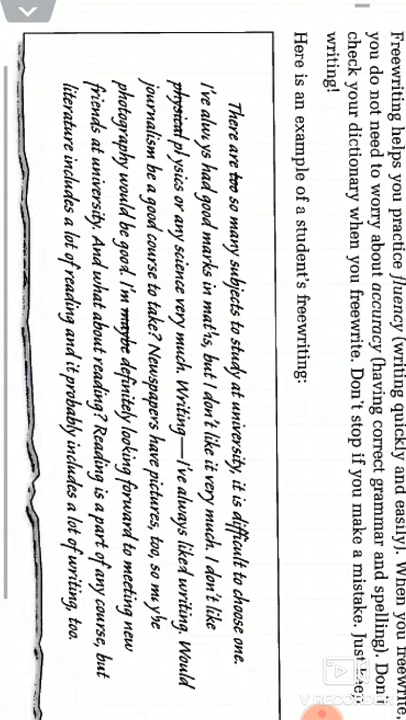 Freewriting helps you practice fluency (writing quickly and easily). When you freewrite,
you do not need to worry about accuracy (having correct grammar and spelling). Don't
check your dictionary when you freewrite. Don't stop if you make a mistake. Just keep
writing!
Here is an example of a student's freewriting:
There are too so many subjects to study at university, it is difficult to choose one.
I've always had good marks in maths, but I don't like it very much. I don't like
physical physics or any science very much. Writing—I've always liked writing. Would
journalism be a good course to take? Newspapers have pictures, too, so maybe
photography would be good. I'm maybe definitely looking forward to meeting new
friends at university. And what about reading? Reading is a part of any course, but
literature includes a lot of reading and it probably includes a lot of writing, too.
V RECORDER